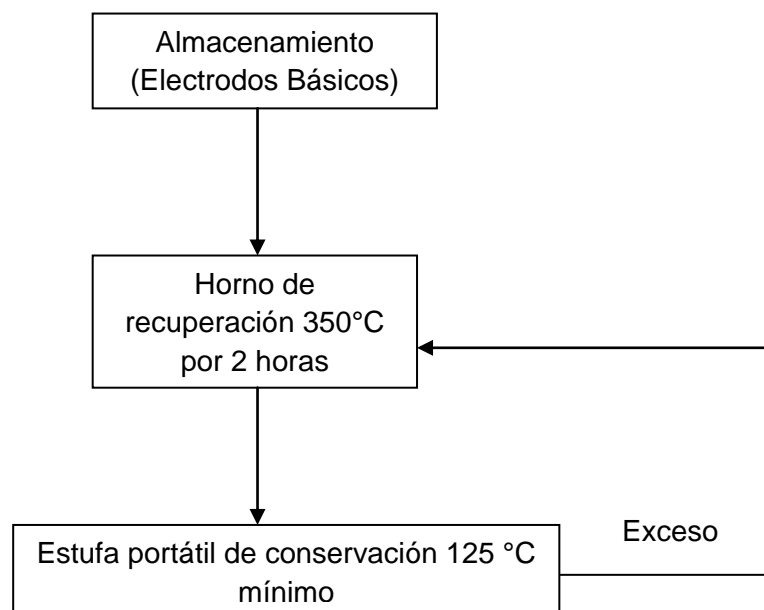 Almacenamiento
(Electrodos Básicos)
Horno de
recuperación 350°C
por 2 horas
Exceso
Estufa portátil de conservación 125 °C
mínimo